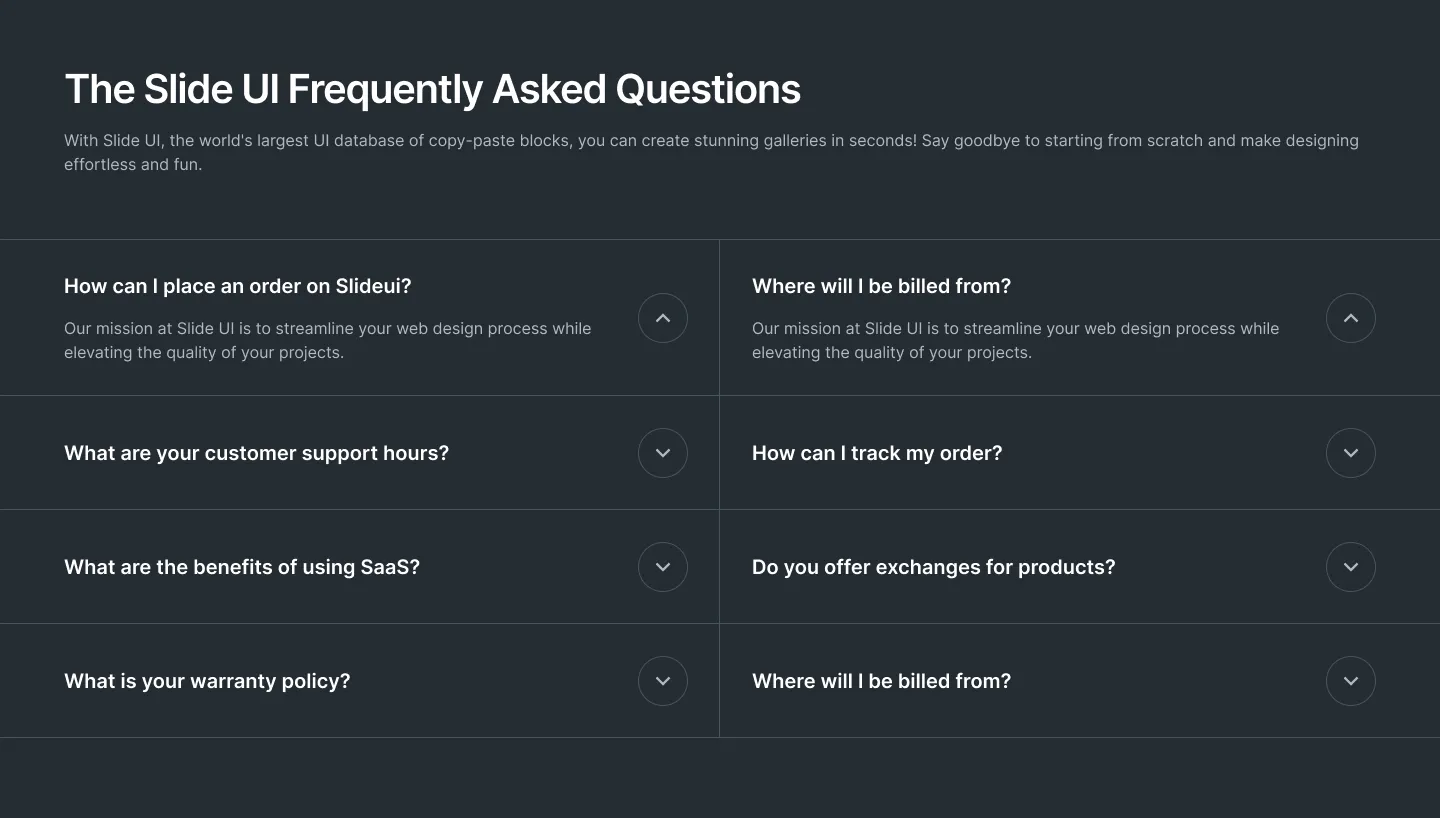 The Slide UI Frequently Asked Questions
With Slide UI, the world's largest UI database of copy-paste blocks, you can create stunning galleries in seconds! Say goodbye to starting from scratch and make designing
effortless and fun.
How can I place an order on Slideui?
Our mission at Slide UI is to streamline your web design process while
elevating the quality of your projects.
What are your customer support hours?
What are the benefits of using SaaS?
What is your warranty policy?
Where will I be billed from?
Our mission at Slide UI is to streamline your web design process while
elevating the quality of your projects.
How can I track my order?
Do you offer exchanges for products?
Where will I be billed from?